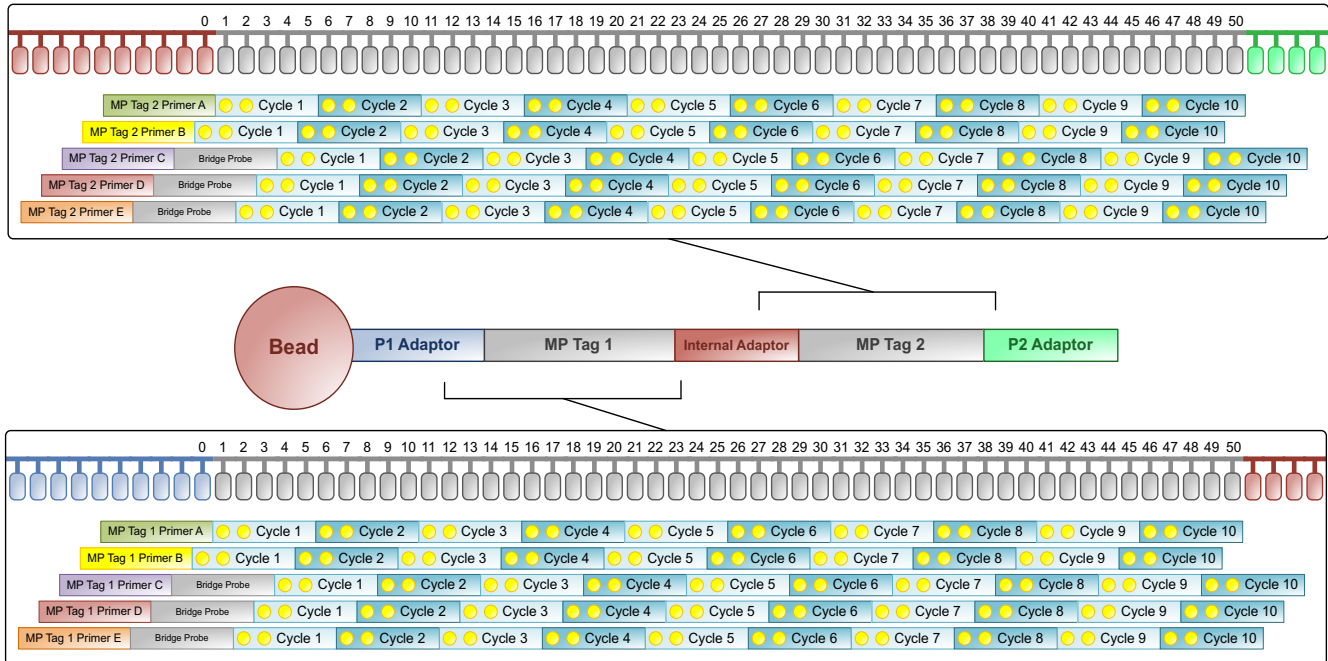 0 1 2 3 4 5 6 7 8 9 10 11 12 13 14 15 16 17 18 19 20 21 22 23 24 25 26 27 28 29 30 31 32 33 34 35 36 37 38 39 40 41 42 43 44 45 46 47 48 49 50
MP Tag 2 Primer A Cycle 1 Cycle 2 Cycle 3 Cycle 4 Cycle 5 Cycle 6 Cycle 7 Cycle 8 Cycle 9 Cycle 10
MP Tag 2 Primer B Cycle 1 Cycle 2 Cycle 3 Cycle 4 Cycle 5 Cycle 6 Cycle 7 Cycle 8 Cycle 9 Cycle 10
MP Tag 2 Primer C Bridge Probe Cycle 1 Cycle 2 Cycle 3 Cycle 4 Cycle 5 Cycle 6 Cycle 7 Cycle 8 Cycle 9 Cycle 10
MP Tag 2 Primer D Bridge Probe Cycle 1 Cycle 2 Cycle 3 Cycle 4 Cycle 5 Cycle 6 Cycle 7 Cycle 8 Cycle 9 Cycle 10
MP Tag 2 Primer E Bridge Probe Cycle 1 Cycle 2 Cycle 3 Cycle 4 Cycle 5 Cycle 6 Cycle 7 Cycle 8 Cycle 9 Cycle 10
Bead P1 Adaptor MP Tag 1 Internal Adaptor MP Tag 2 P2 Adaptor
0 1 2 3 4 5 6 7 8 9 10 11 12 13 14 15 16 17 18 19 20 21 22 23 24 25 26 27 28 29 30 31 32 33 34 35 36 37 38 39 40 41 42 43 44 45 46 47 48 49 50
MP Tag 1 Primer A Cycle 1 Cycle 2 Cycle 3 Cycle 4 Cycle 5 Cycle 6 Cycle 7 Cycle 8 Cycle 9 Cycle 10
MP Tag 1 Primer B Cycle 1 Cycle 2 Cycle 3 Cycle 4 Cycle 5 Cycle 6 Cycle 7 Cycle 8 Cycle 9 Cycle 10
MP Tag 1 Primer C Bridge Probe Cycle 1 Cycle 2 Cycle 3 Cycle 4 Cycle 5 Cycle 6 Cycle 7 Cycle 8 Cycle 9 Cycle 10
MP Tag 1 Primer D Bridge Probe Cycle 1 Cycle 2 Cycle 3 Cycle 4 Cycle 5 Cycle 6 Cycle 7 Cycle 8 Cycle 9 Cycle 10
MP Tag 1 Primer E Bridge Probe Cycle 1 Cycle 2 Cycle 3 Cycle 4 Cycle 5 Cycle 6 Cycle 7 Cycle 8 Cycle 9 Cycle 10